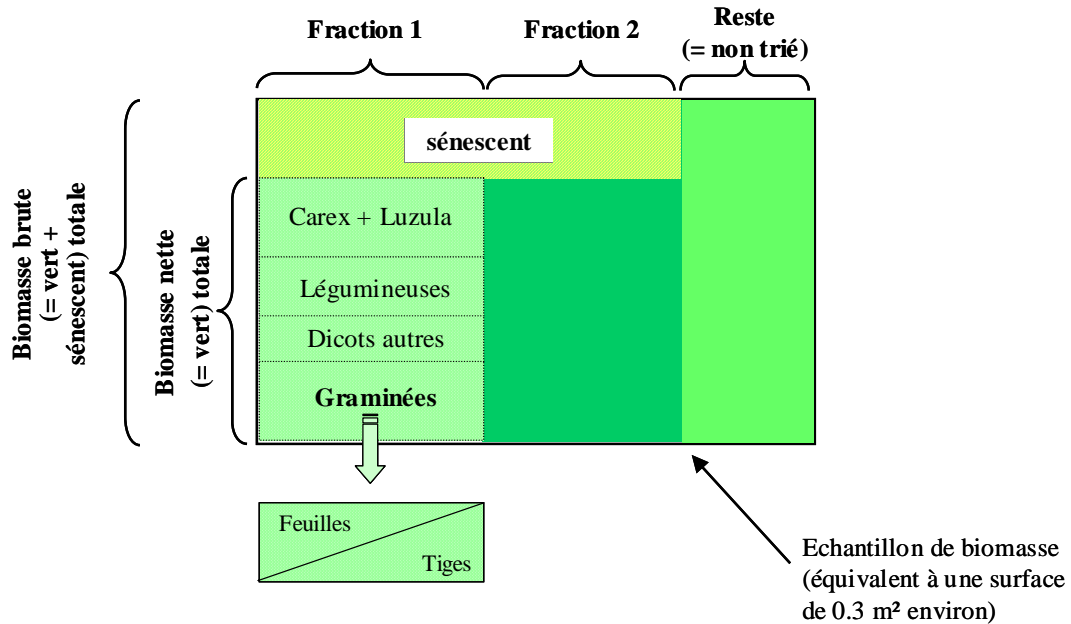 Fraction 1
Fraction 2
Reste
(= non trié)
sénescent
Biomasse brute
(= vert +
sénescent) totale
Biomasse nette
(= vert) totale
Carex + Luzula
Légumineuses
Dicots autres
Graminées
Feuilles
Tiges
Echantillon de biomasse
(équivalent à une surface
de 0.3 m² environ)